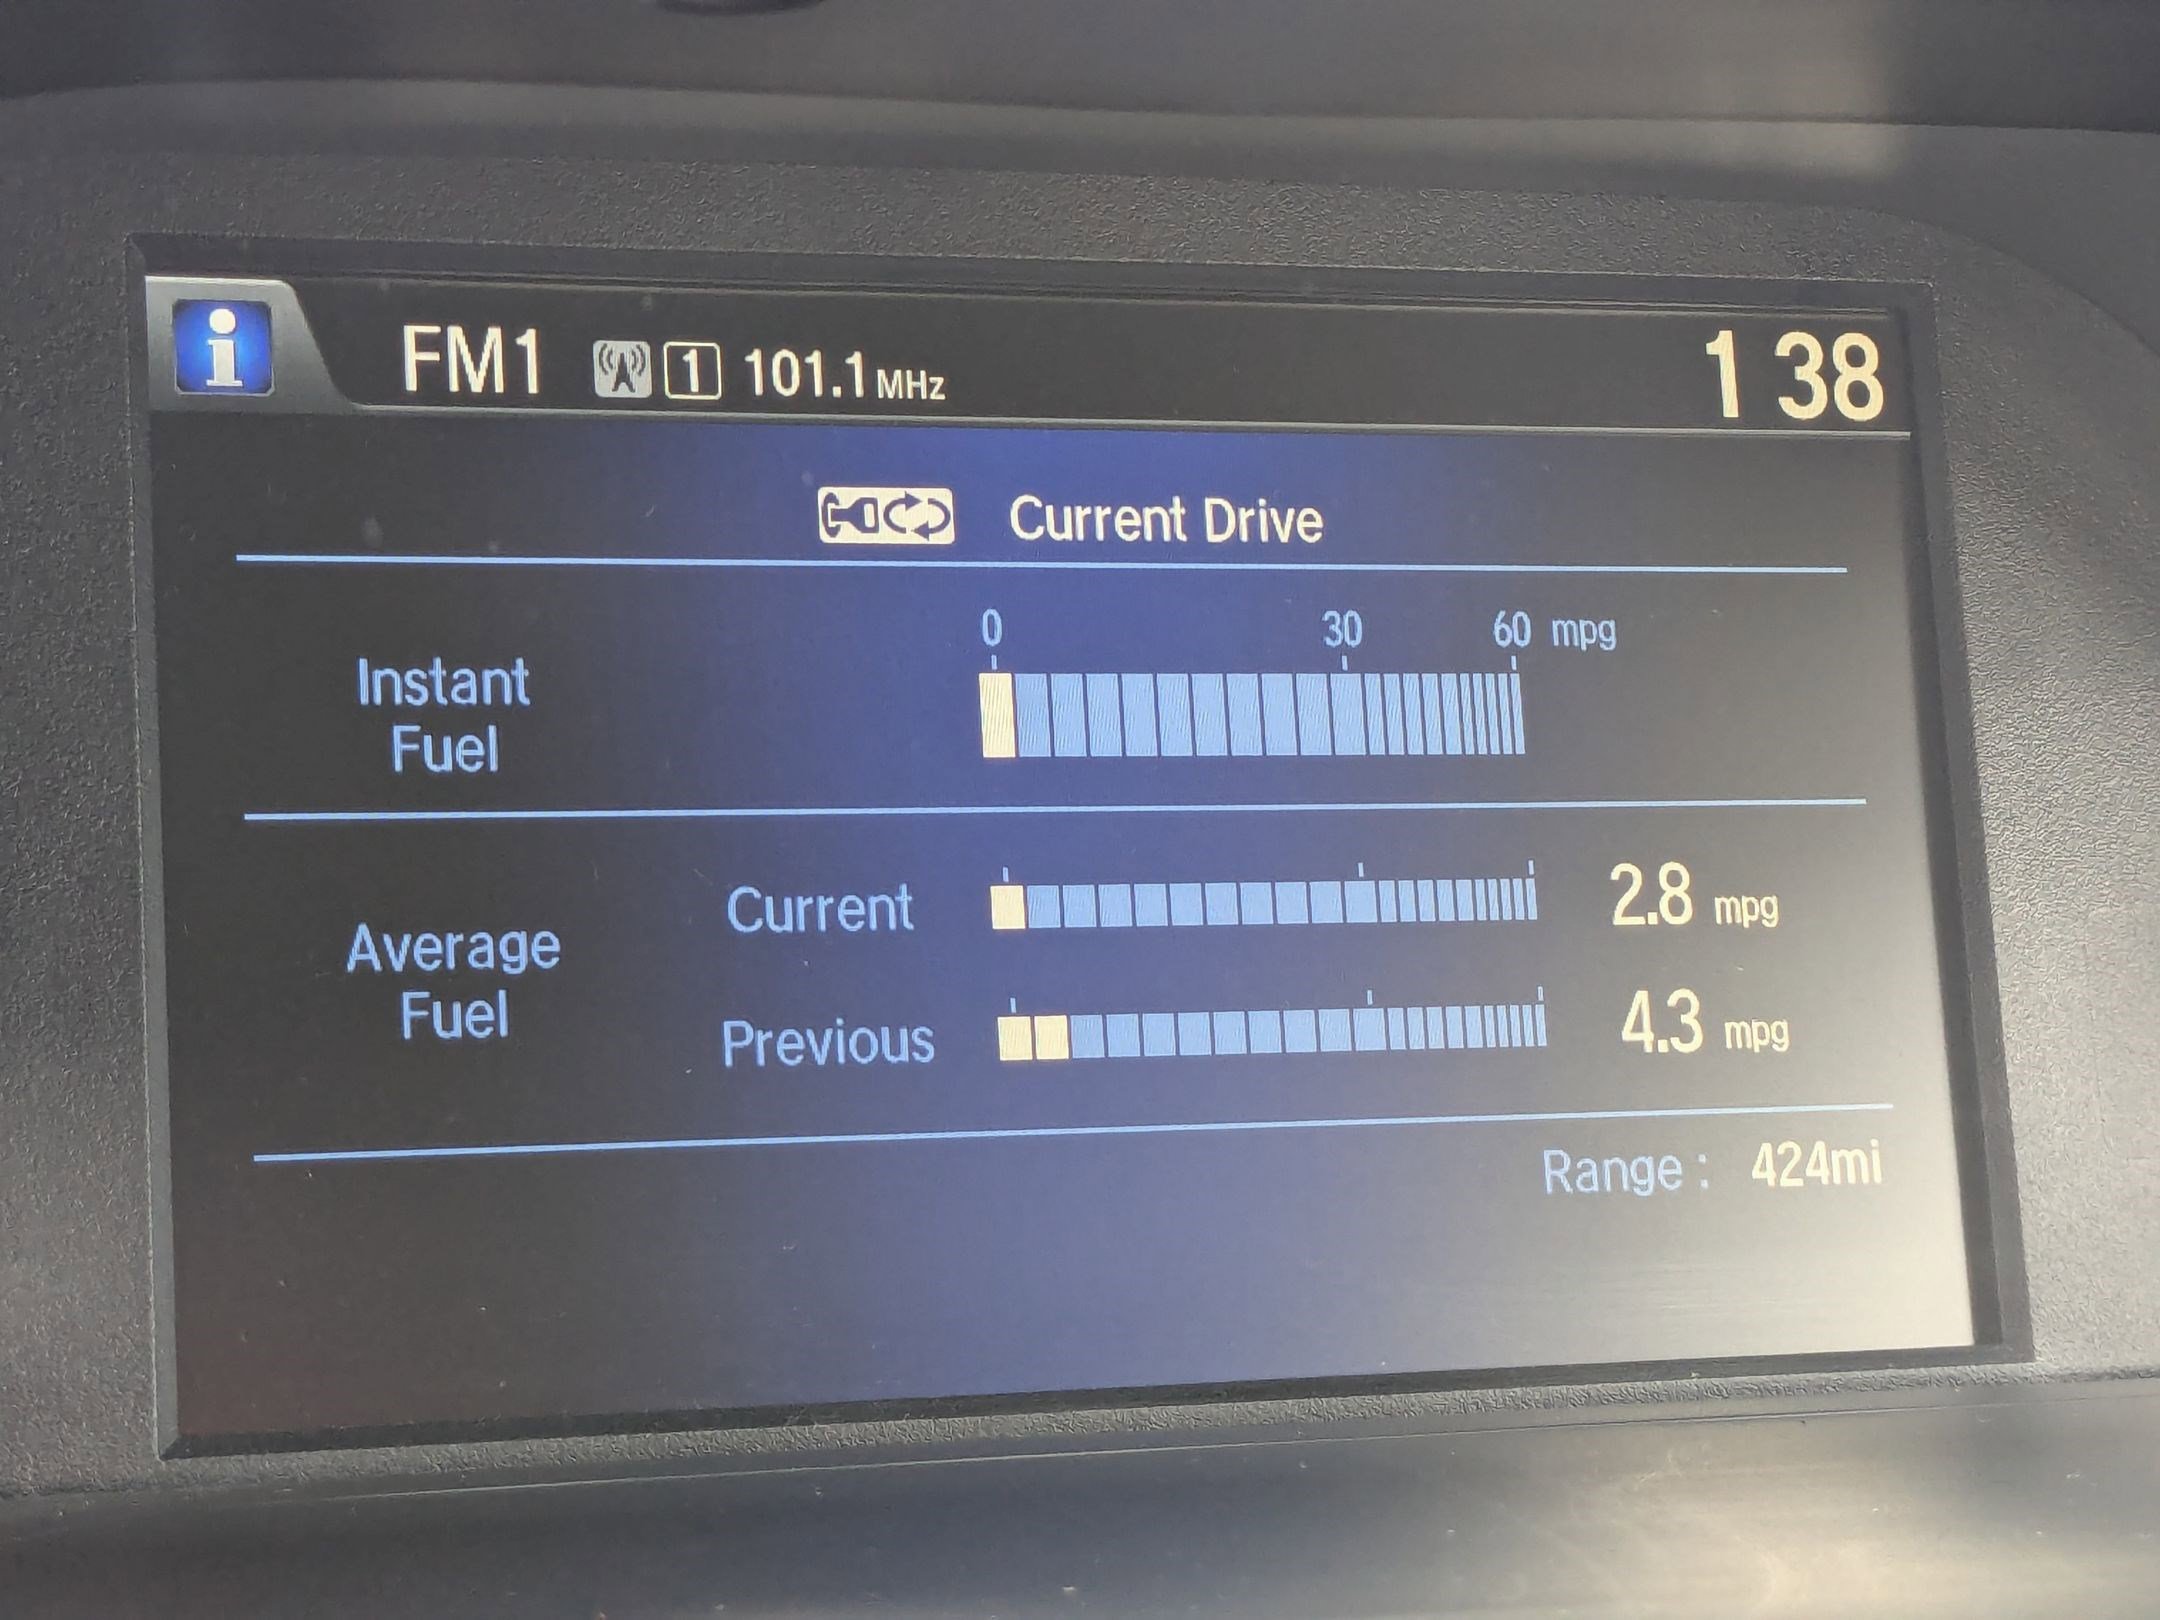 i FM1 1 101.1 MHz 1 38
Current Drive
0 30 60 mpg
Instant
Fuel
Current 2.8 mpg
Average
Fuel
Previous 4.3 mpg
Range : 424mi